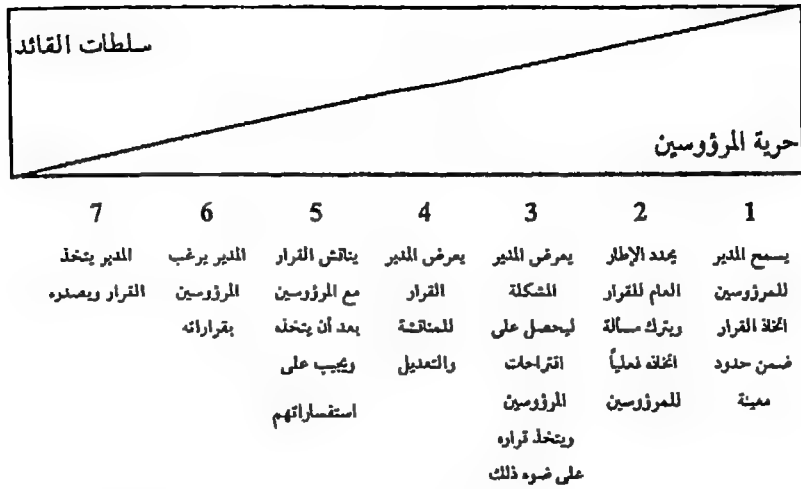 سلطات القائد
حرية المرؤوسين
1
يسمح المدير
للمرؤوسين
اتخاذ القرار
ضمن حدود
معينة
2
يحدد الإطار
العام للقرار
ويترك مسألة
اتخاذه فعلياً
للمرؤوسين
3
يعرض المدير
المشكلة
ليحصل على
اقتراحات
المرؤوسين
ويتخذ قراره
على ضوء ذلك
4
يعرض المدير
القرار
للمناقشة
والتعديل
5
يناقش القرار
مع المرؤوسين
بعد أن يتخذه
ويجيب على
استفساراتهم
6
المدير يرغب
المرؤوسين
بقراراته
7
المدير يتخذ
القرار ويصدره